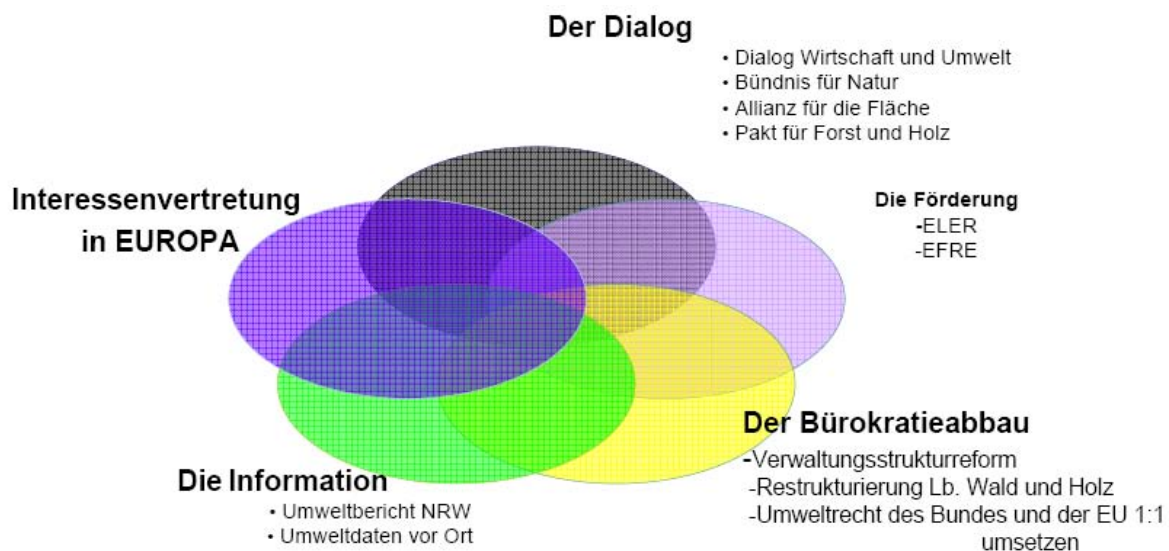 Der Dialog
• Dialog Wirtschaft und Umwelt
• Bündnis für Natur
• Allianz für die Fläche
• Pakt für Forst und Holz
Interessenvertretung
in EUROPA
Die Förderung
-ELER
-EFRE
Der Bürokratieabbau
-Verwaltungsstrukturreform
-Restrukturierung Lb. Wald und Holz
-Umweltrecht des Bundes und der EU 1:1
umsetzen
Die Information
• Umweltbericht NRW
• Umweltdaten vor Ort